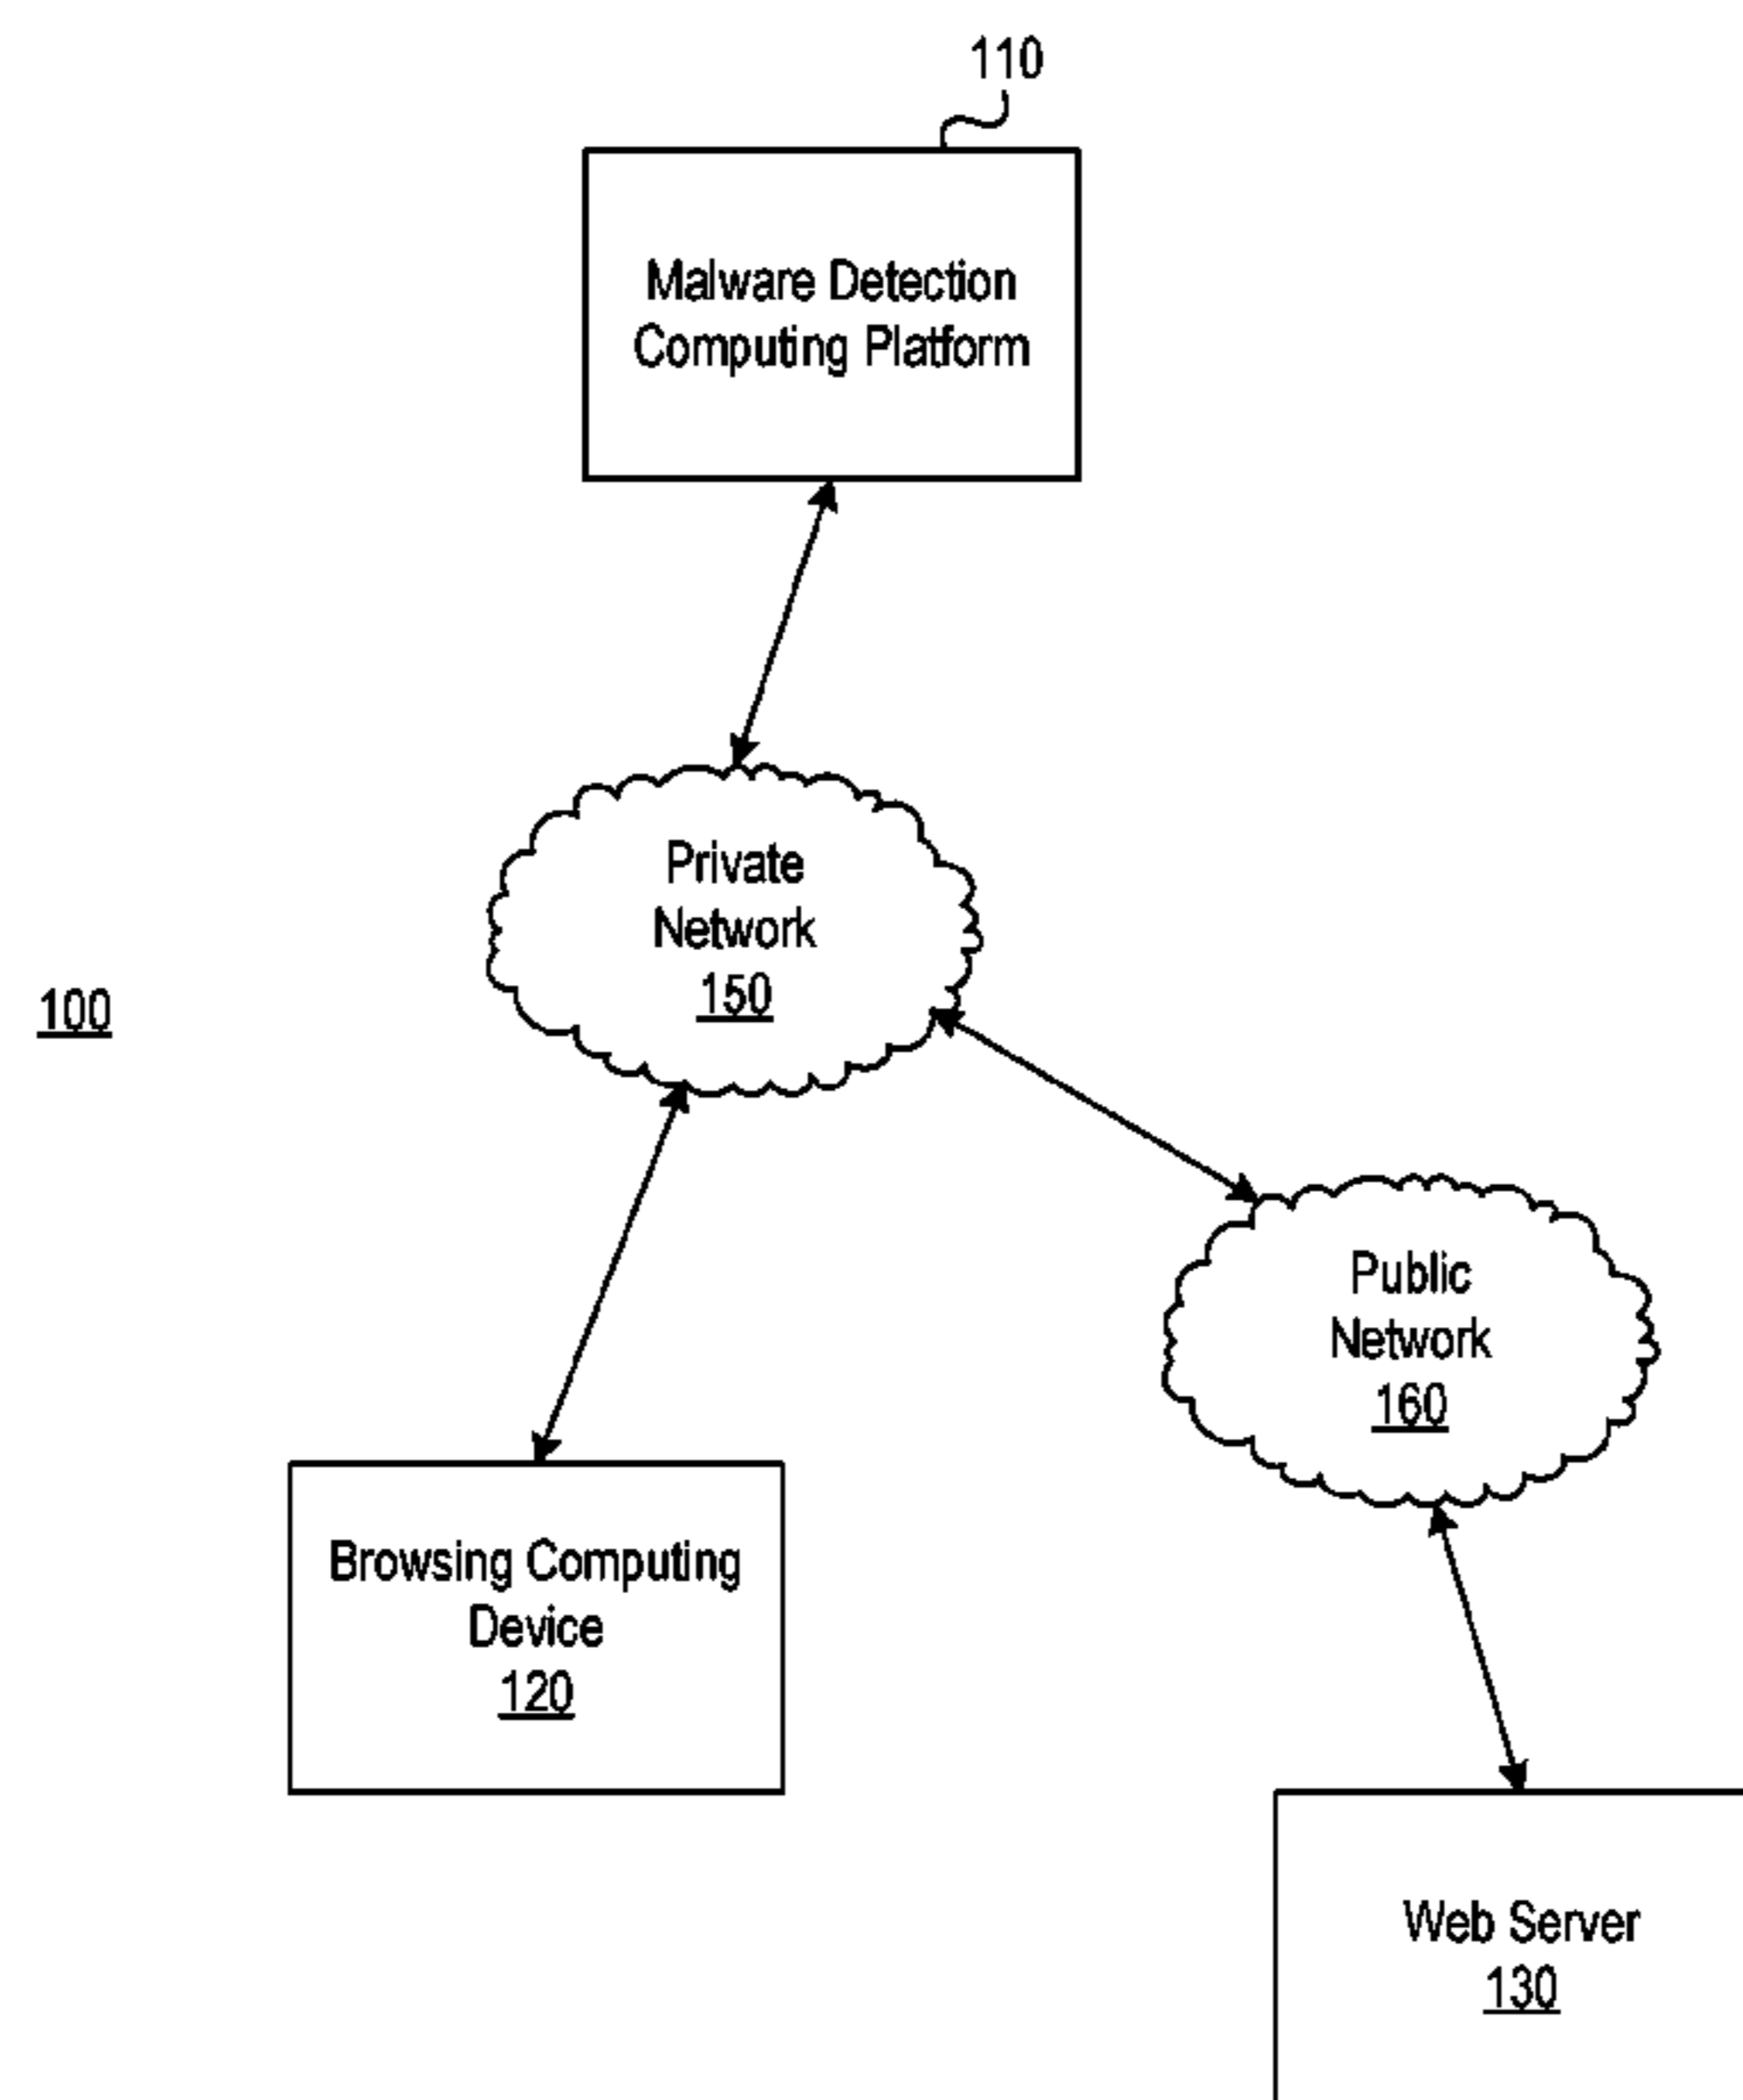 110
Malware Detection
Computing Platform
Private
Network
150
100
Public
Network
160
Browsing Computing
Device
120
Web Server
130